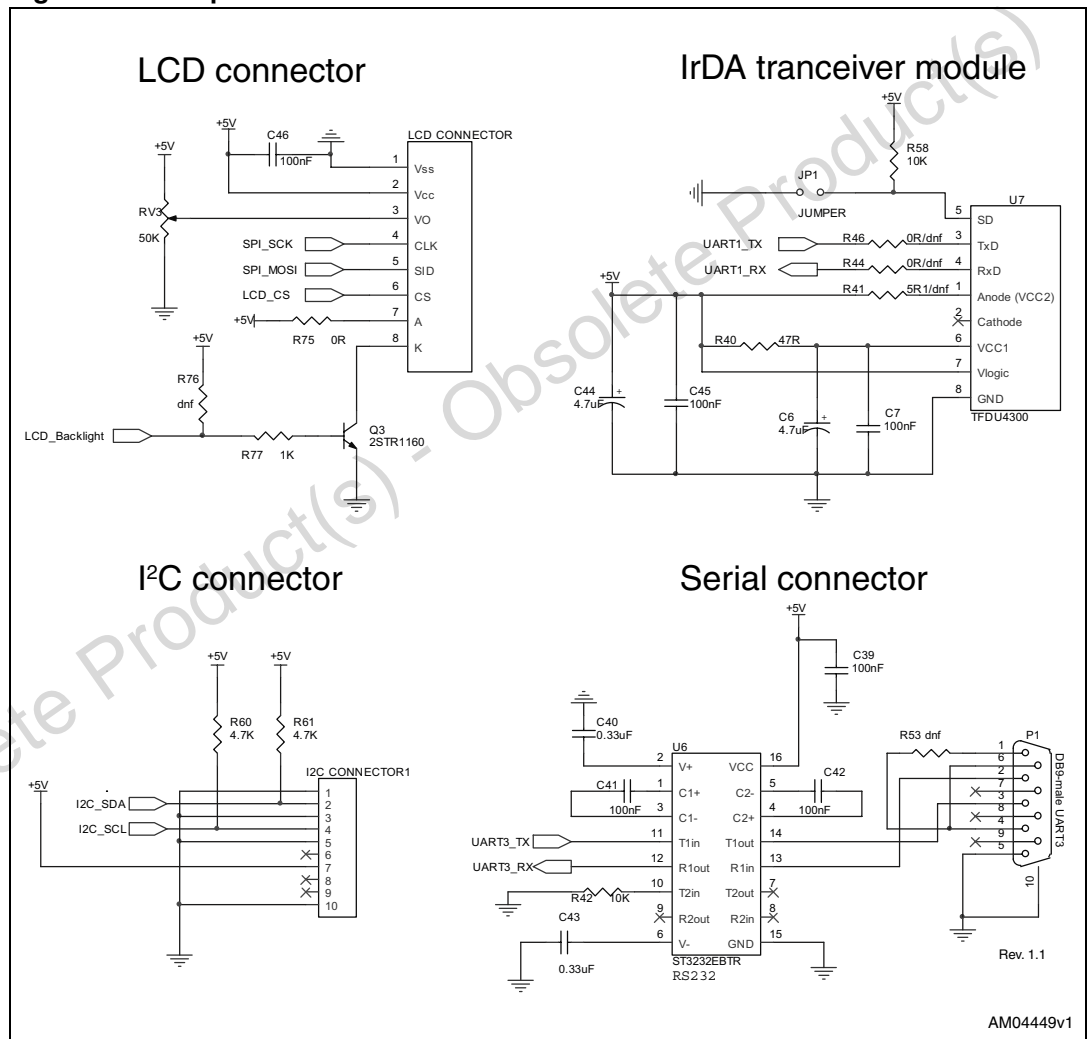 LCD connector
+5V
C46
100nF
LCD CONNECTOR
+5V
RV3
50K
1 Vss
2 Vcc
3 VO
SPI_SCK 4 CLK
SPI_MOSI 5 SID
LCD_CS 6 CS
+5V R75 0R 7 A
8 K
+5V
R76
dnf
LCD_Backlight
R77 1K
Q3
2STR1160
IrDA tranceiver module
+5V
R58
10K
JP1
JUMPER
U7
5 SD
UART1_TX R46 0R/dnf 3 TxD
UART1_RX R44 0R/dnf 4 RxD
+5V
R41 5R1/dnf 1 Anode (VCC2)
2 Cathode
R40 47R 6 VCC1
7 Vlogic
8 GND
TFDU4300
C44
4.7uF
+
C45
100nF
C6
4.7uF
+
C7
100nF
I²C connector
+5V +5V
R60
4.7K
R61
4.7K
I2C CONNECTOR1
+5V
I2C_SDA
I2C_SCL
1
2
3
4
5
6
7
8
9
10
Serial connector
+5V
C39
100nF
C40
0.33uF
U6
2 V+ VCC 16
C41
100nF
1 C1+ C2- 5
C42
100nF
3 C1- C2+ 4
UART3_TX 11 T1in T1out 14
UART3_RX 12 R1out R1in 13
R42 10K 10 T2in T2out 7
9 R2out R2in 8
C43
0.33uF
6 V- GND 15
ST3232EBTR
RS232
R53 dnf
P1
1
6
2
7
3
8
4
9
5
10
DB9-male UART3
Rev. 1.1
AM04449v1
Obsolete Product(s) - Obsolete Product(s)